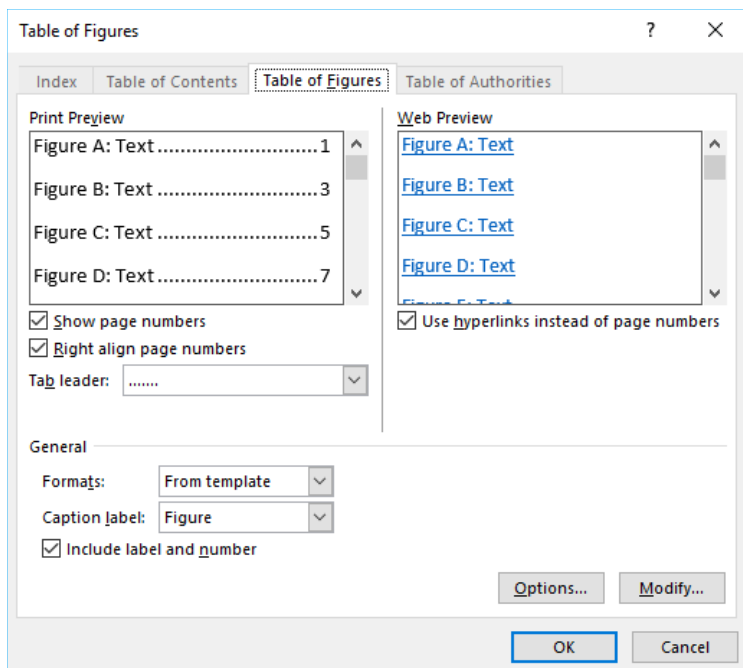 Table of Figures
? ×
Index Table of Contents Table of Figures Table of Authorities
Print Preview
Figure A: Text.............................1
Figure B: Text.............................3
Figure C: Text.............................5
Figure D: Text.............................7
Show page numbers
Right align page numbers
Tab leader: .......
Web Preview
Figure A: Text
Figure B: Text
Figure C: Text
Figure D: Text
Use hyperlinks instead of page numbers
General
Formats: From template
Caption label: Figure
Include label and number
Options... Modify...
OK Cancel